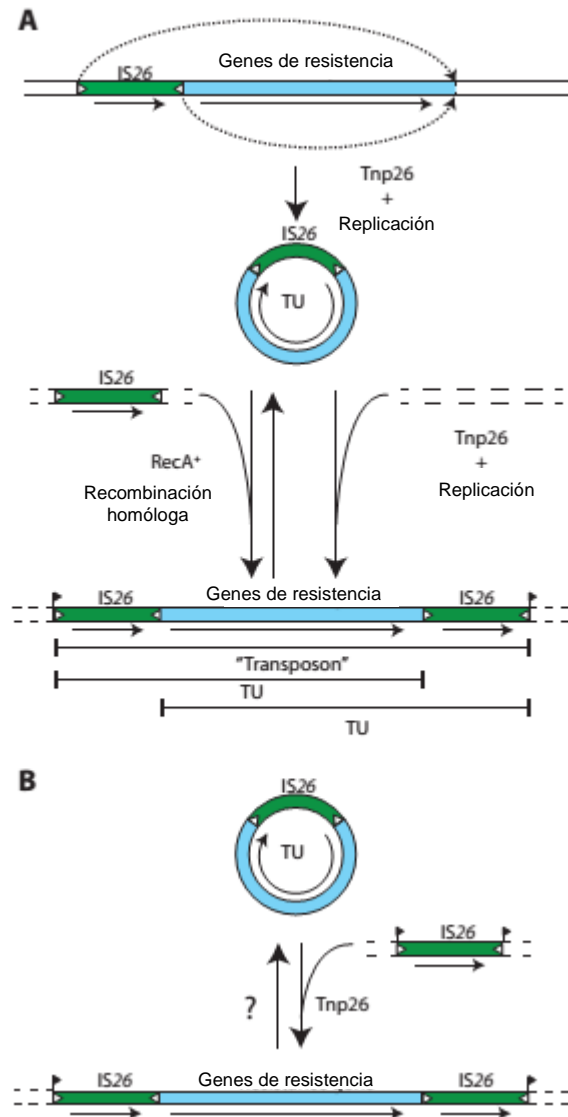 A
Genes de resistencia
IS26
Tnp26
+
Replicación
IS26
TU
IS26
RecA+
Recombinación
homóloga
Tnp26
+
Replicación
Genes de resistencia
IS26
IS26
"Transposon"
TU
TU
B
IS26
TU
IS26
?
Tnp26
Genes de resistencia
IS26
IS26